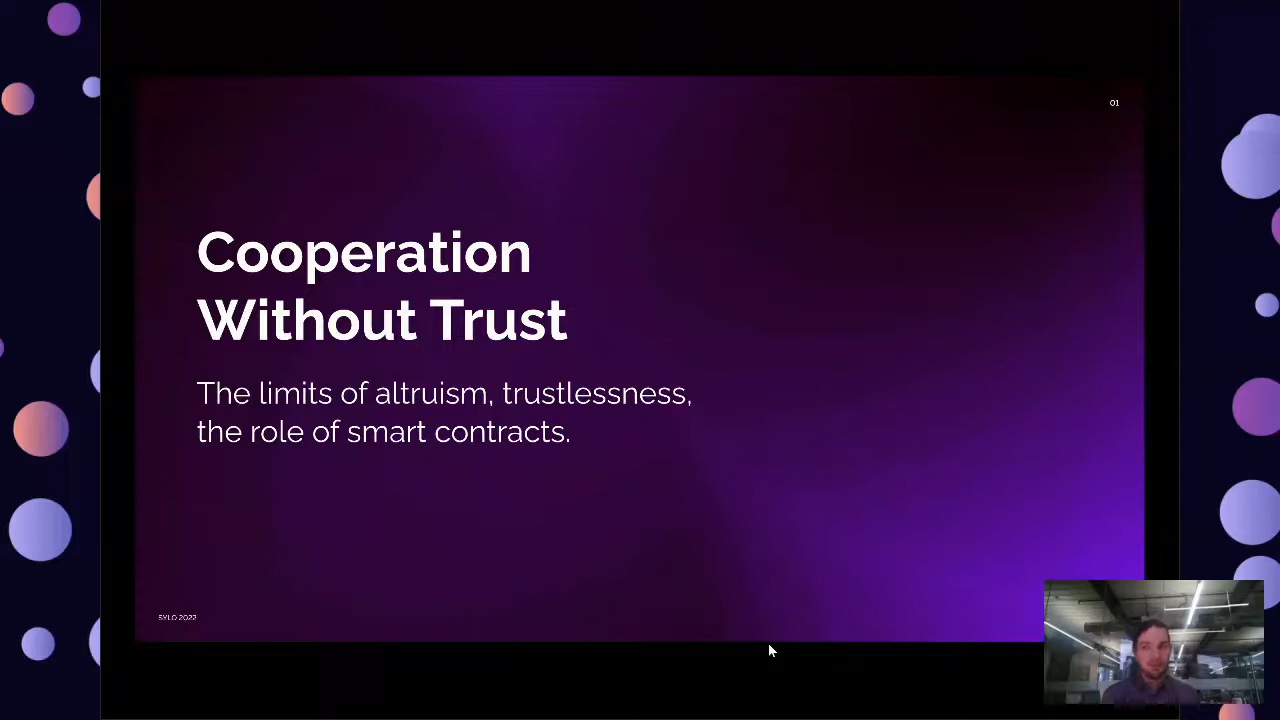 01
Cooperation
Without Trust
The limits of altruism, trustlessness,
the role of smart contracts.
SYLO 2022